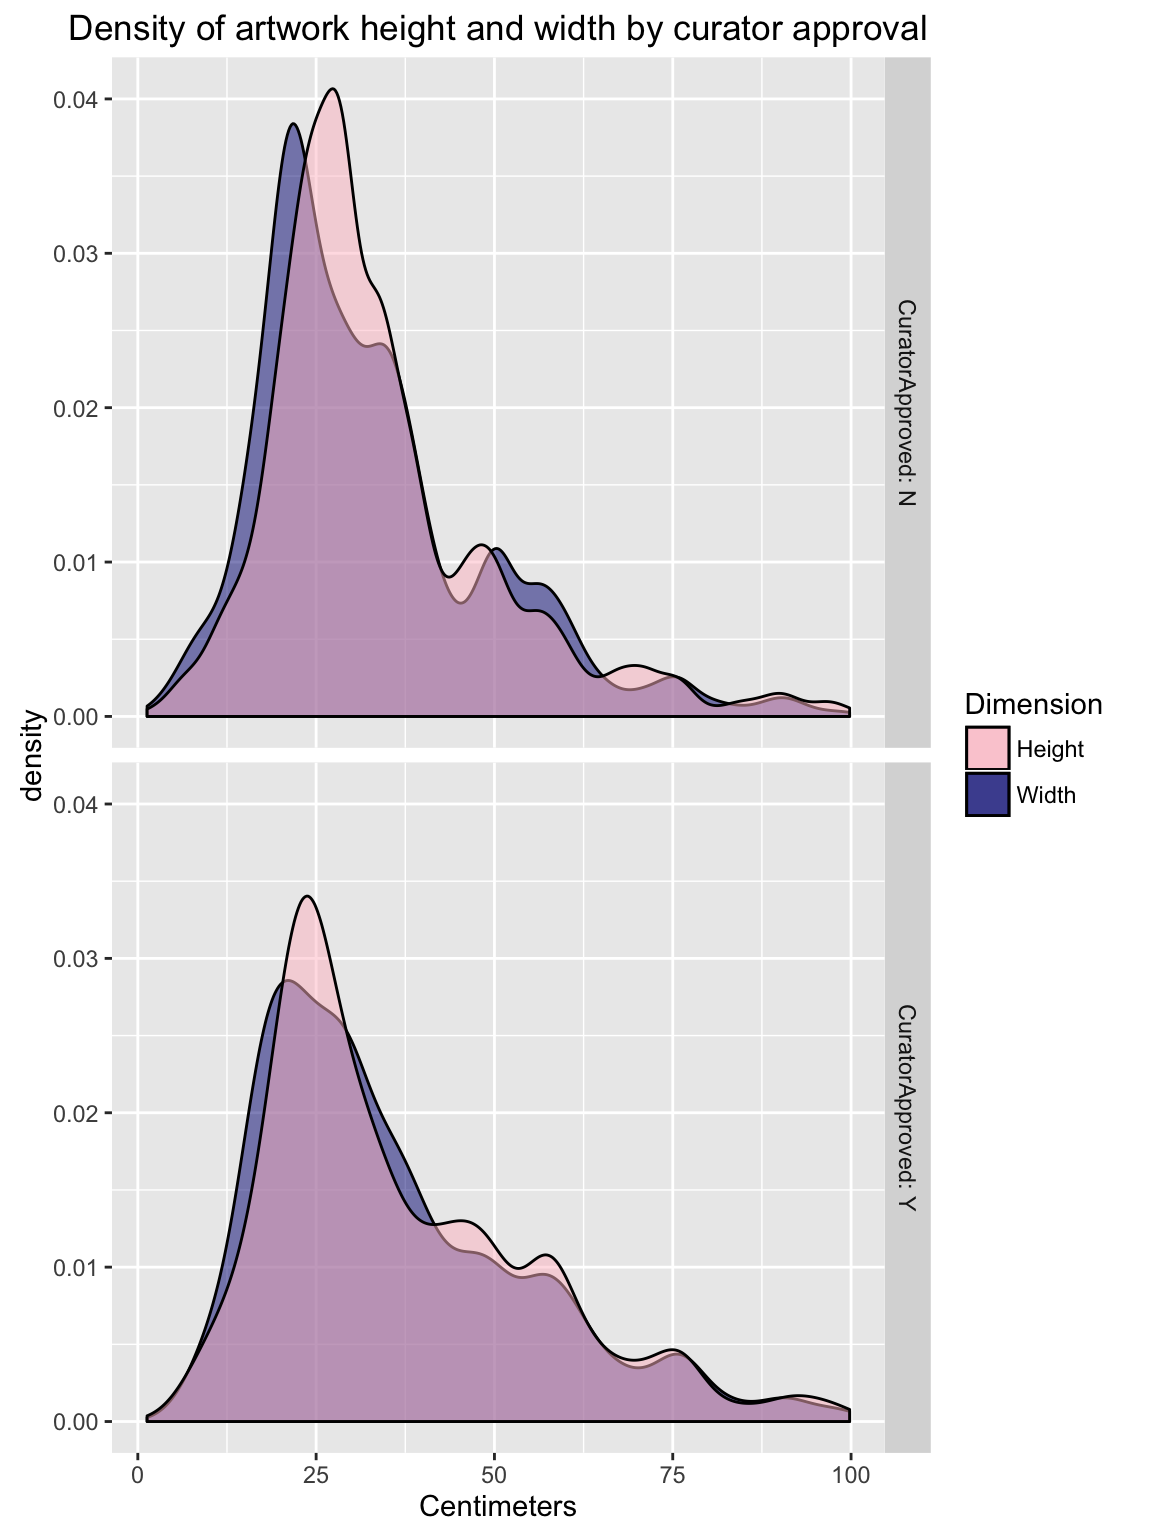 Density of artwork height and width by curator approval
0.04
0.03
0.02
0.01
0.00
CuratorApproved: N
density
0.04
0.03
0.02
0.01
0.00
CuratorApproved: Y
0 25 50 75 100
Centimeters
Dimension
Height
Width